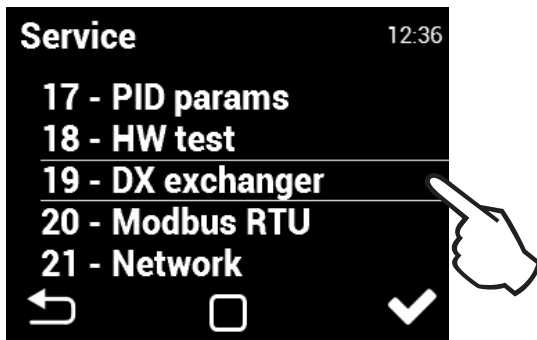 Service
12:36
17 - PID params
18 - HW test
19 - DX exchanger
20 - Modbus RTU
21 - Network